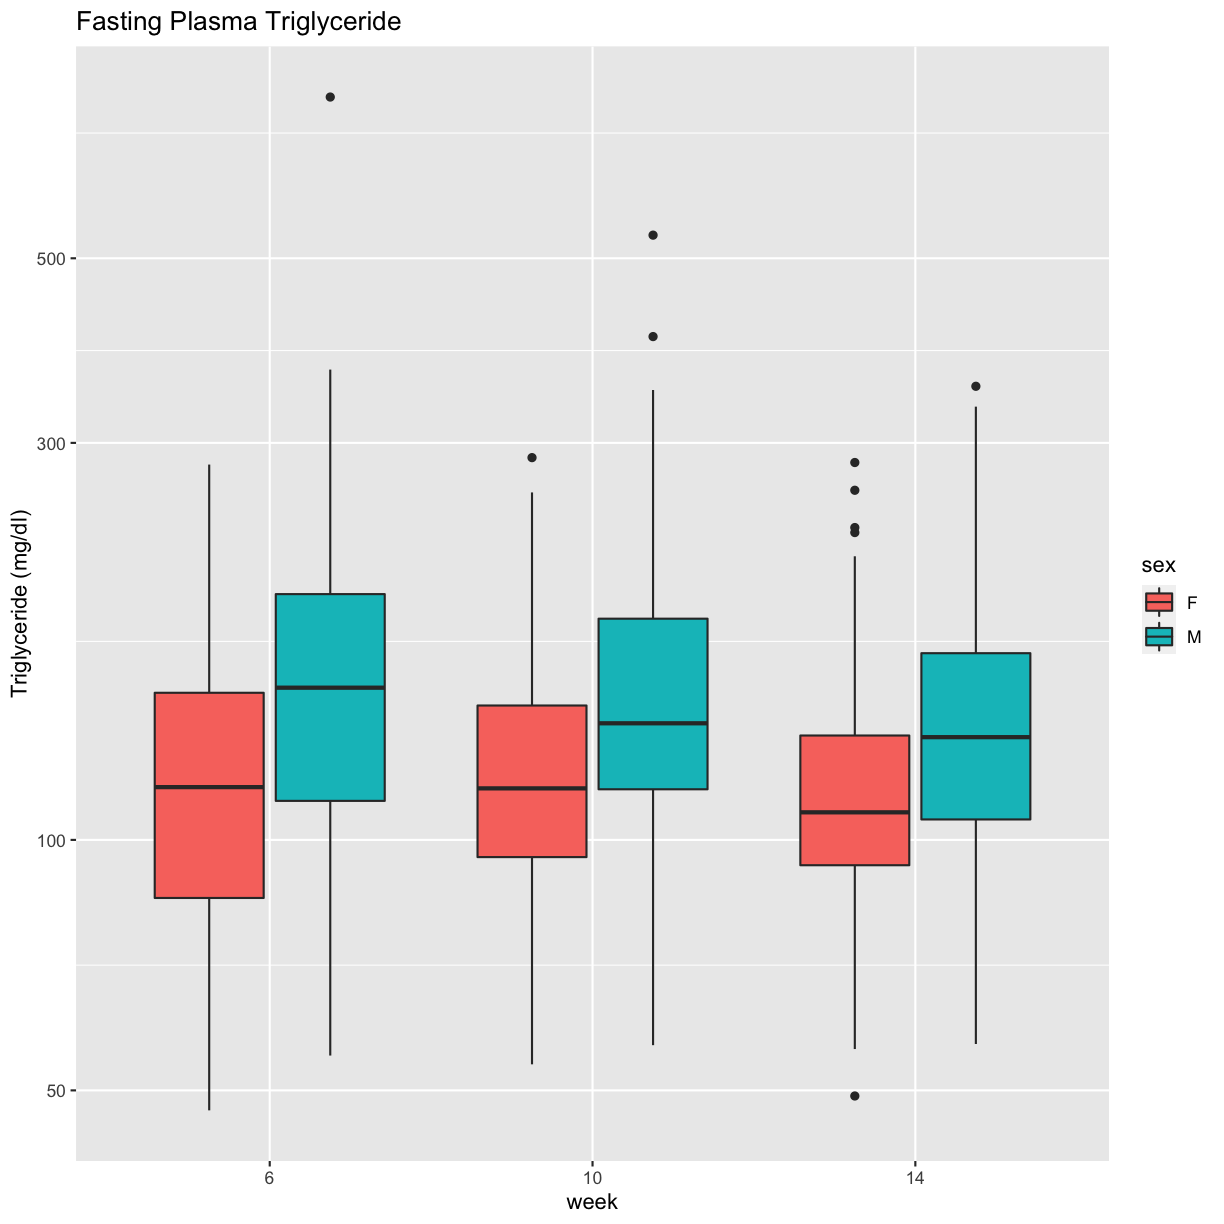 Fasting Plasma Triglyceride
Triglyceride (mg/dl)
500
300
100
50
6 10 14
week
sex
F
M